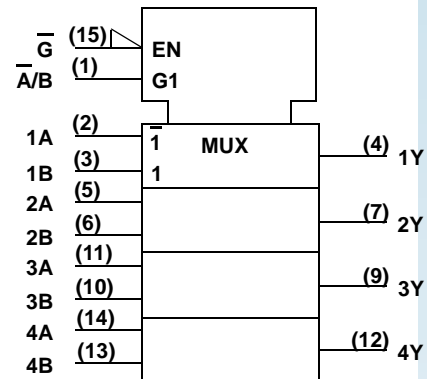 G̅ (15) EN
A̅/B (1) G1
1A (2) 1̅ MUX (4) 1Y
1B (3) 1
2A (5) (7) 2Y
2B (6)
3A (11) (9) 3Y
3B (10)
4A (14) (12) 4Y
4B (13)